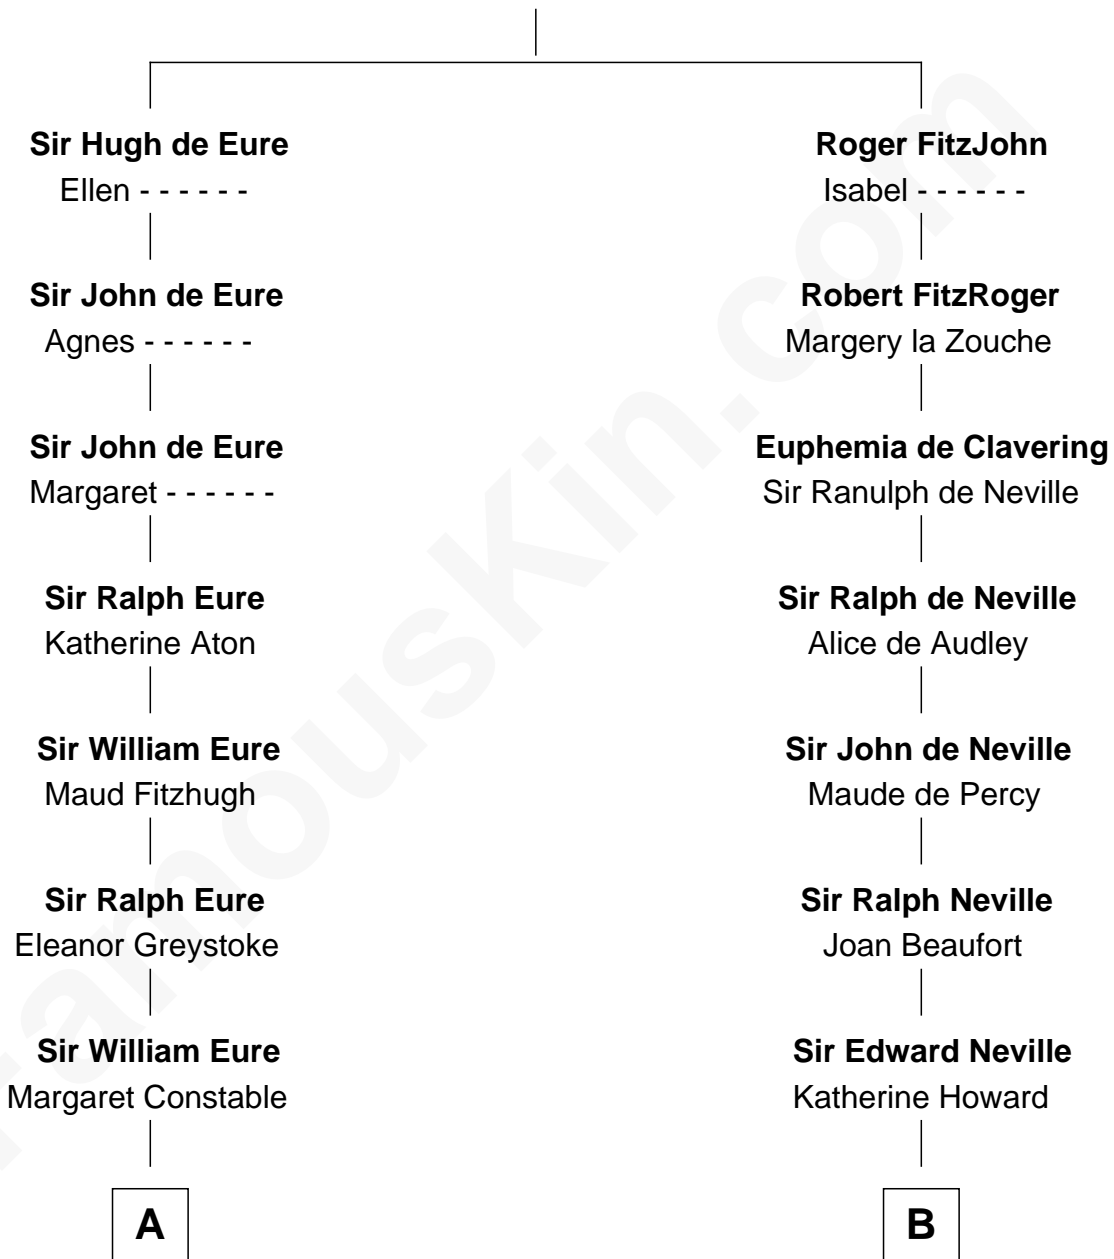 Sir Hugh de Eure
Ellen - - - - - -
Sir John de Eure
Agnes - - - - - -
Sir John de Eure
Margaret - - - - - -
Sir Ralph Eure
Katherine Aton
Sir William Eure
Maud Fitzhugh
Sir Ralph Eure
Eleanor Greystoke
Sir William Eure
Margaret Constable
A
Roger FitzJohn
Isabel - - - - - -
Robert FitzRoger
Margery la Zouche
Euphemia de Clavering
Sir Ranulph de Neville
Sir Ralph de Neville
Alice de Audley
Sir John de Neville
Maude de Percy
Sir Ralph Neville
Joan Beaufort
Sir Edward Neville
Katherine Howard
B
famouskin.com